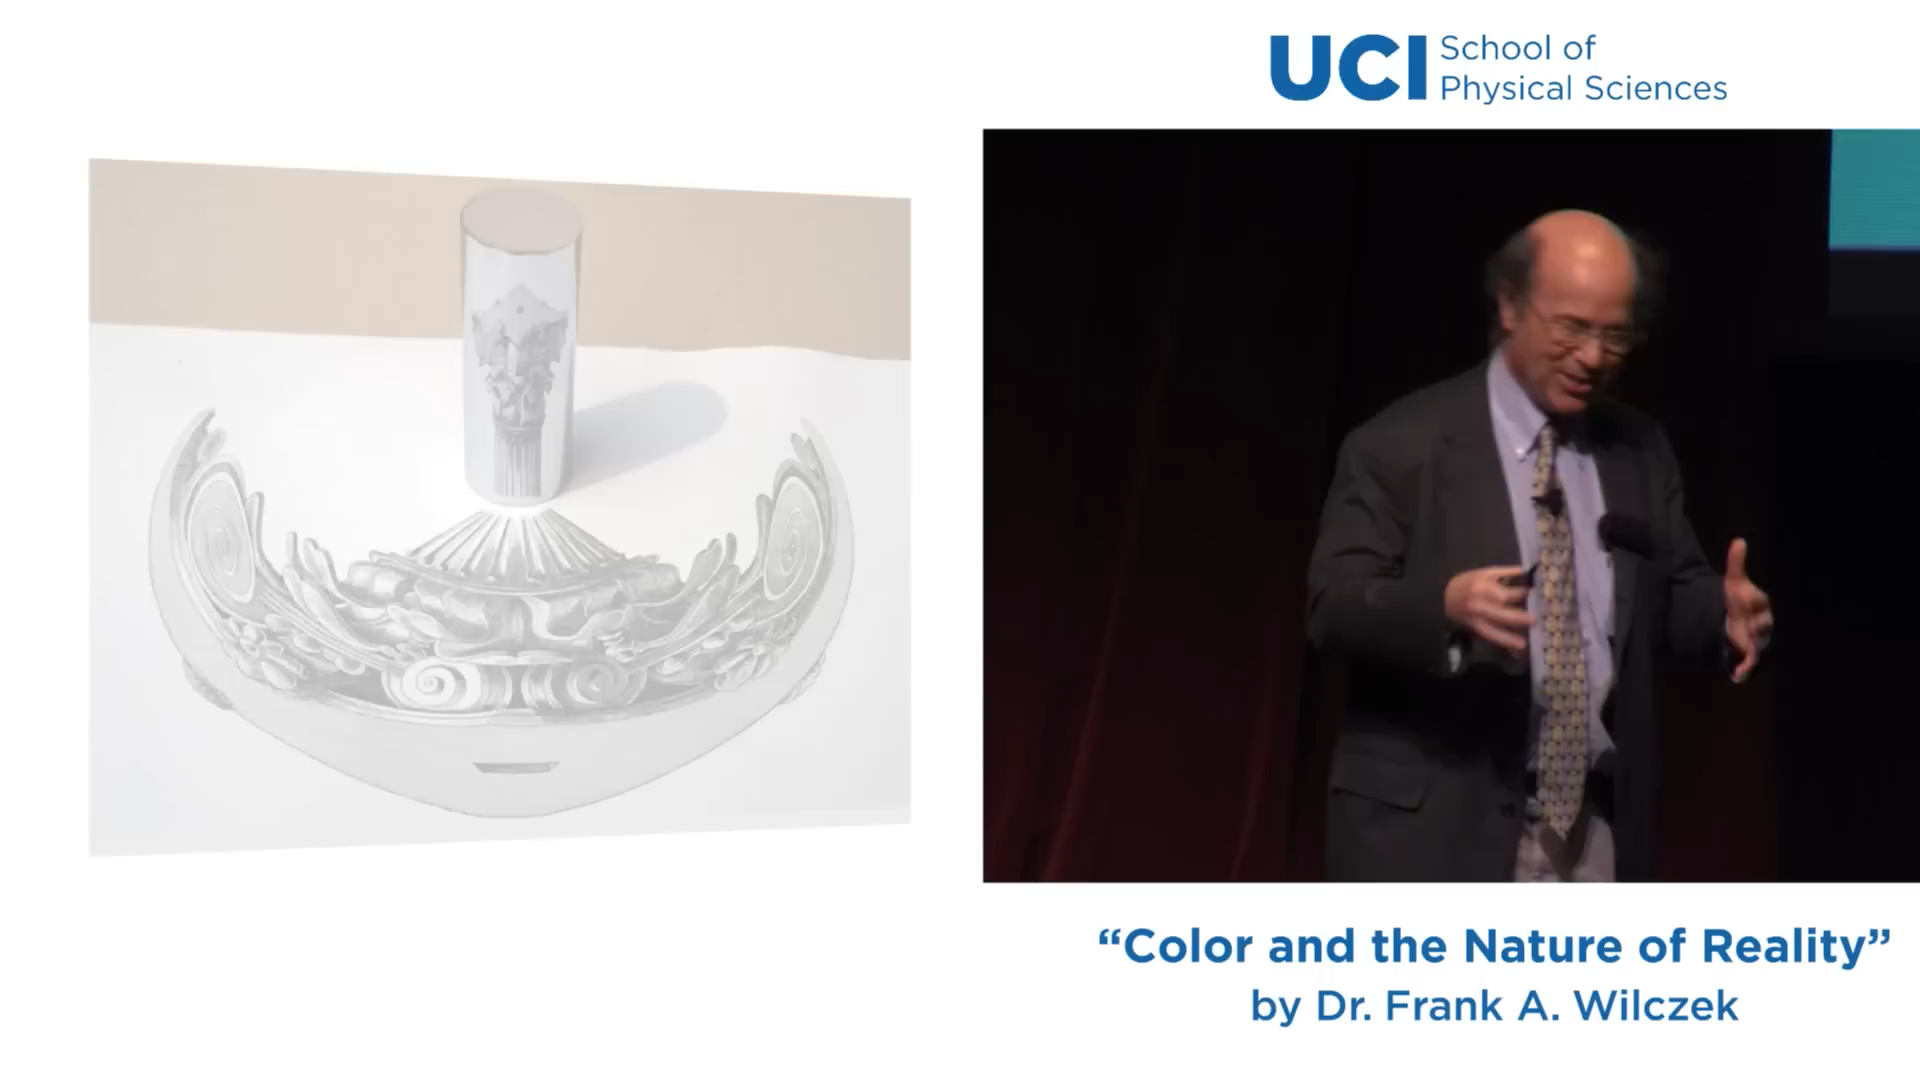 UCI School of
Physical Sciences
“Color and the Nature of Reality”
by Dr. Frank A. Wilczek